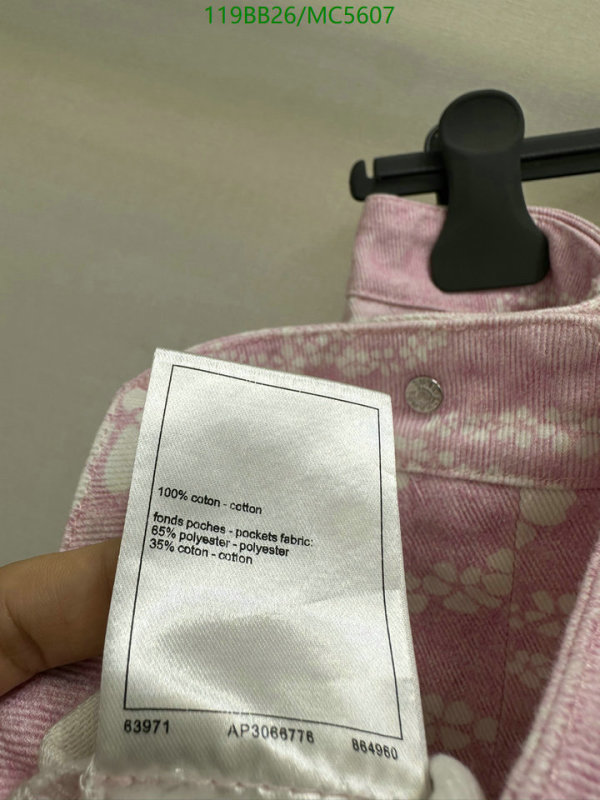 119BB26/MC5607
100% coton - cotton
fonds poches - pockets fabric:
65% polyester - polyester
35% coton - cotton
63971 AP3066776 864960